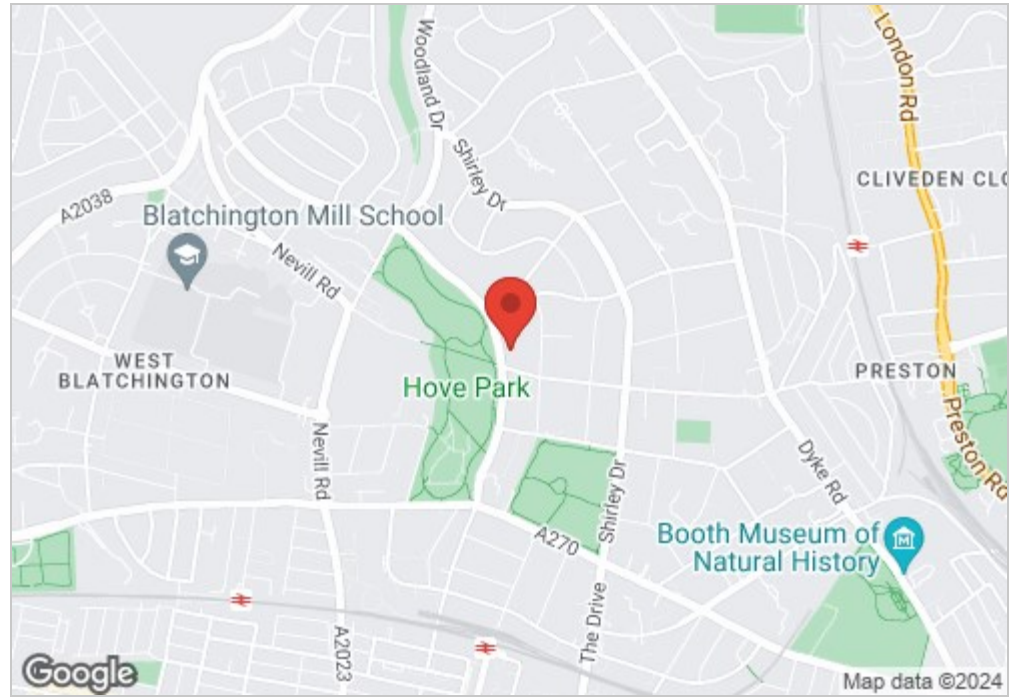 Woodland Dr
London Rd
Shirley Dr
CLIVEDEN CLO
A2038
Blatchington Mill School
Nevill Rd
WEST
BLATCHINGTON
Hove Park
PRESTON
Preston Rd
Nevill Rd
Dyke Rd
Shirley Dr
A270
Booth Museum of
Natural History
M
The Drive
A2023
Google
Map data ©2024